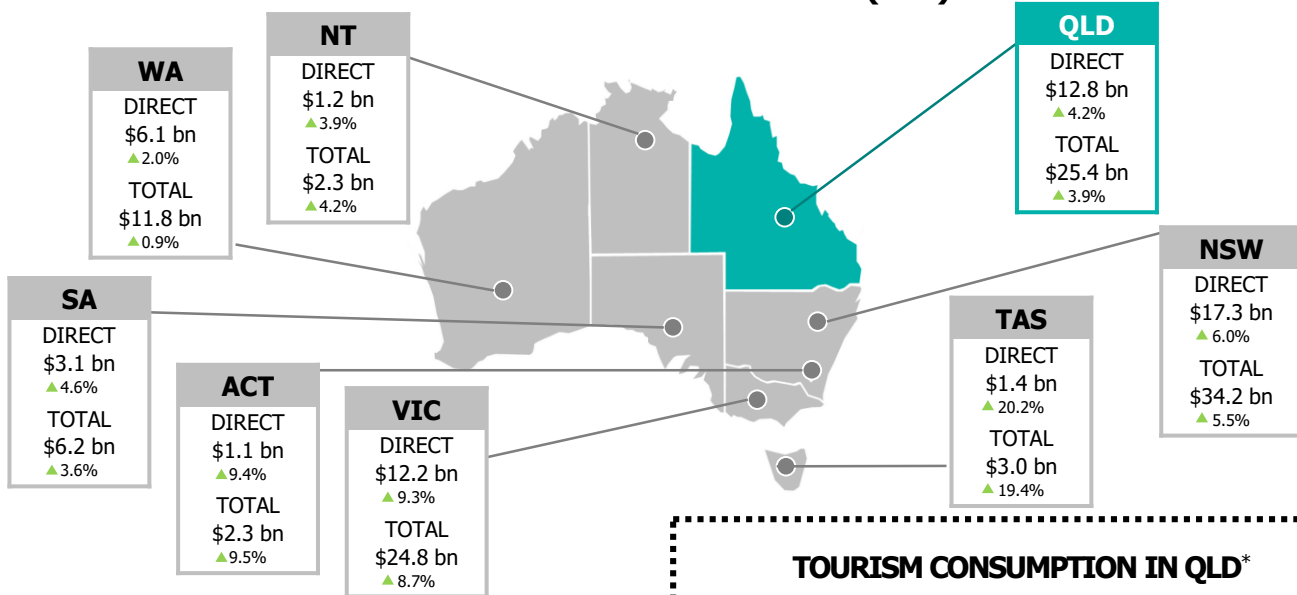 NT
DIRECT
$1.2 bn
▲3.9%
TOTAL
$2.3 bn
▲4.2%
QLD
DIRECT
$12.8 bn
▲4.2%
TOTAL
$25.4 bn
▲3.9%
WA
DIRECT
$6.1 bn
▲2.0%
TOTAL
$11.8 bn
▲0.9%
NSW
DIRECT
$17.3 bn
▲6.0%
TOTAL
$34.2 bn
▲5.5%
SA
DIRECT
$3.1 bn
▲4.6%
TOTAL
$6.2 bn
▲3.6%
TAS
DIRECT
$1.4 bn
▲20.2%
TOTAL
$3.0 bn
▲19.4%
ACT
DIRECT
$1.1 bn
▲9.4%
TOTAL
$2.3 bn
▲9.5%
VIC
DIRECT
$12.2 bn
▲9.3%
TOTAL
$24.8 bn
▲8.7%
TOURISM CONSUMPTION IN QLD*